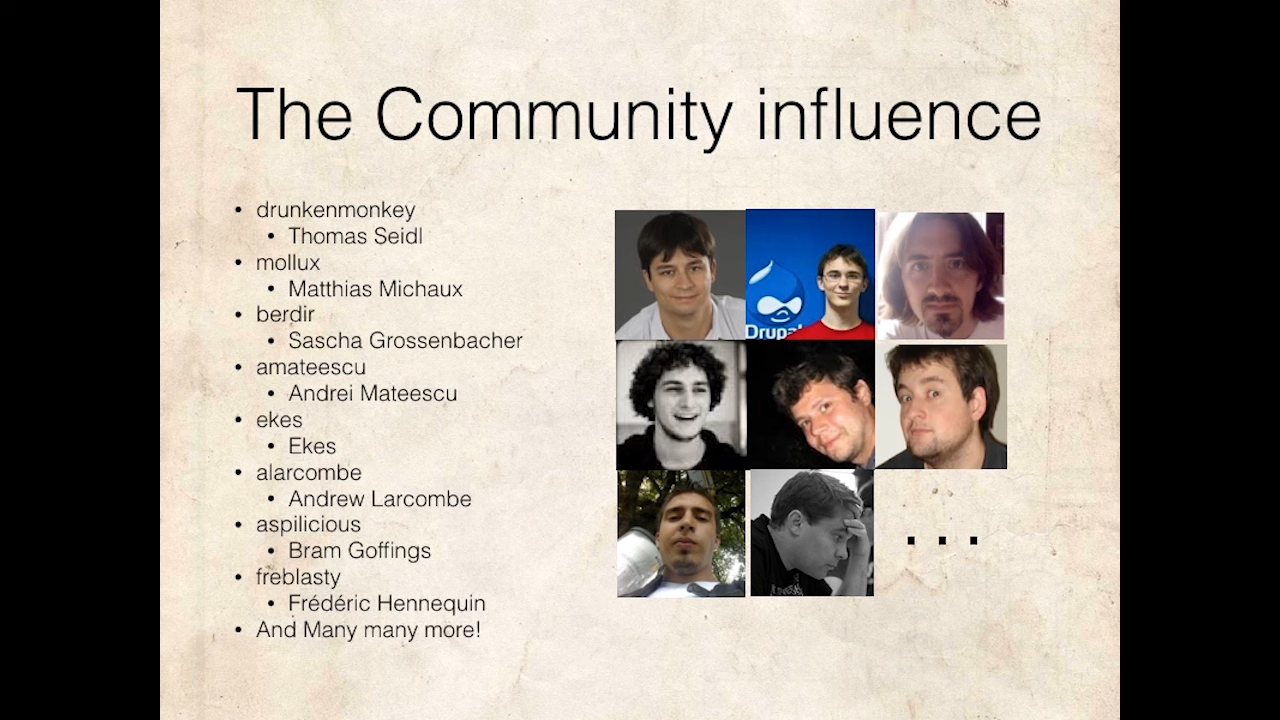 The Community influence
• drunkenmonkey
• Thomas Seidl
• mollux
• Matthias Michaux
• berdir
• Sascha Grossenbacher
• amateescu
• Andrei Mateescu
• ekes
• Ekes
• alarcombe
• Andrew Larcombe
• aspilicious
• Bram Goffings
• freblasty
• Frédéric Hennequin
• And Many many more!
Drupal
...